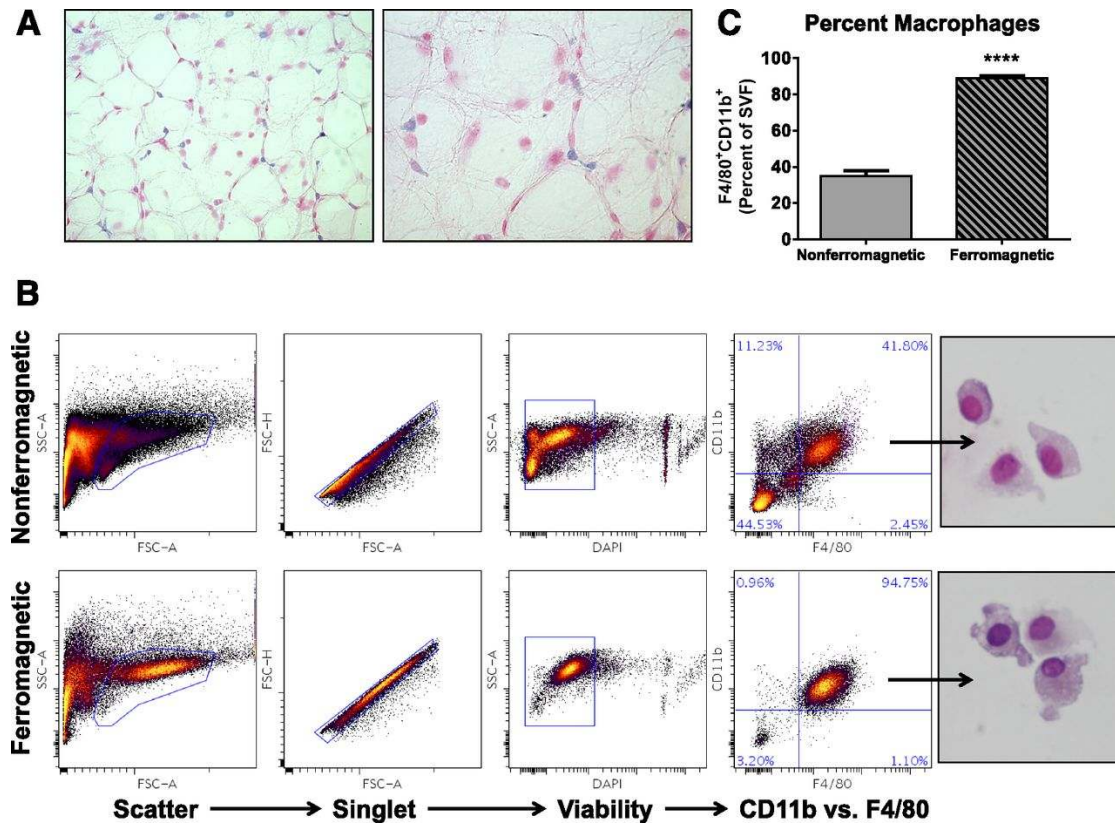 A
C
Percent Macrophages
F4/80+CD11b+
(Percent of SVF)
100
80
60
40
20
0
****
Nonferromagnetic
Ferromagnetic
B
Nonferromagnetic
SSC-A
FSC-A
FSC-H
FSC-A
SSC-A
DAPI
CD11b
11.23%
41.80%
44.53%
2.45%
F4/80
Ferromagnetic
SSC-A
FSC-A
FSC-H
FSC-A
SSC-A
DAPI
CD11b
0.96%
94.75%
3.20%
1.10%
F4/80
Scatter
Singlet
Viability
CD11b vs. F4/80